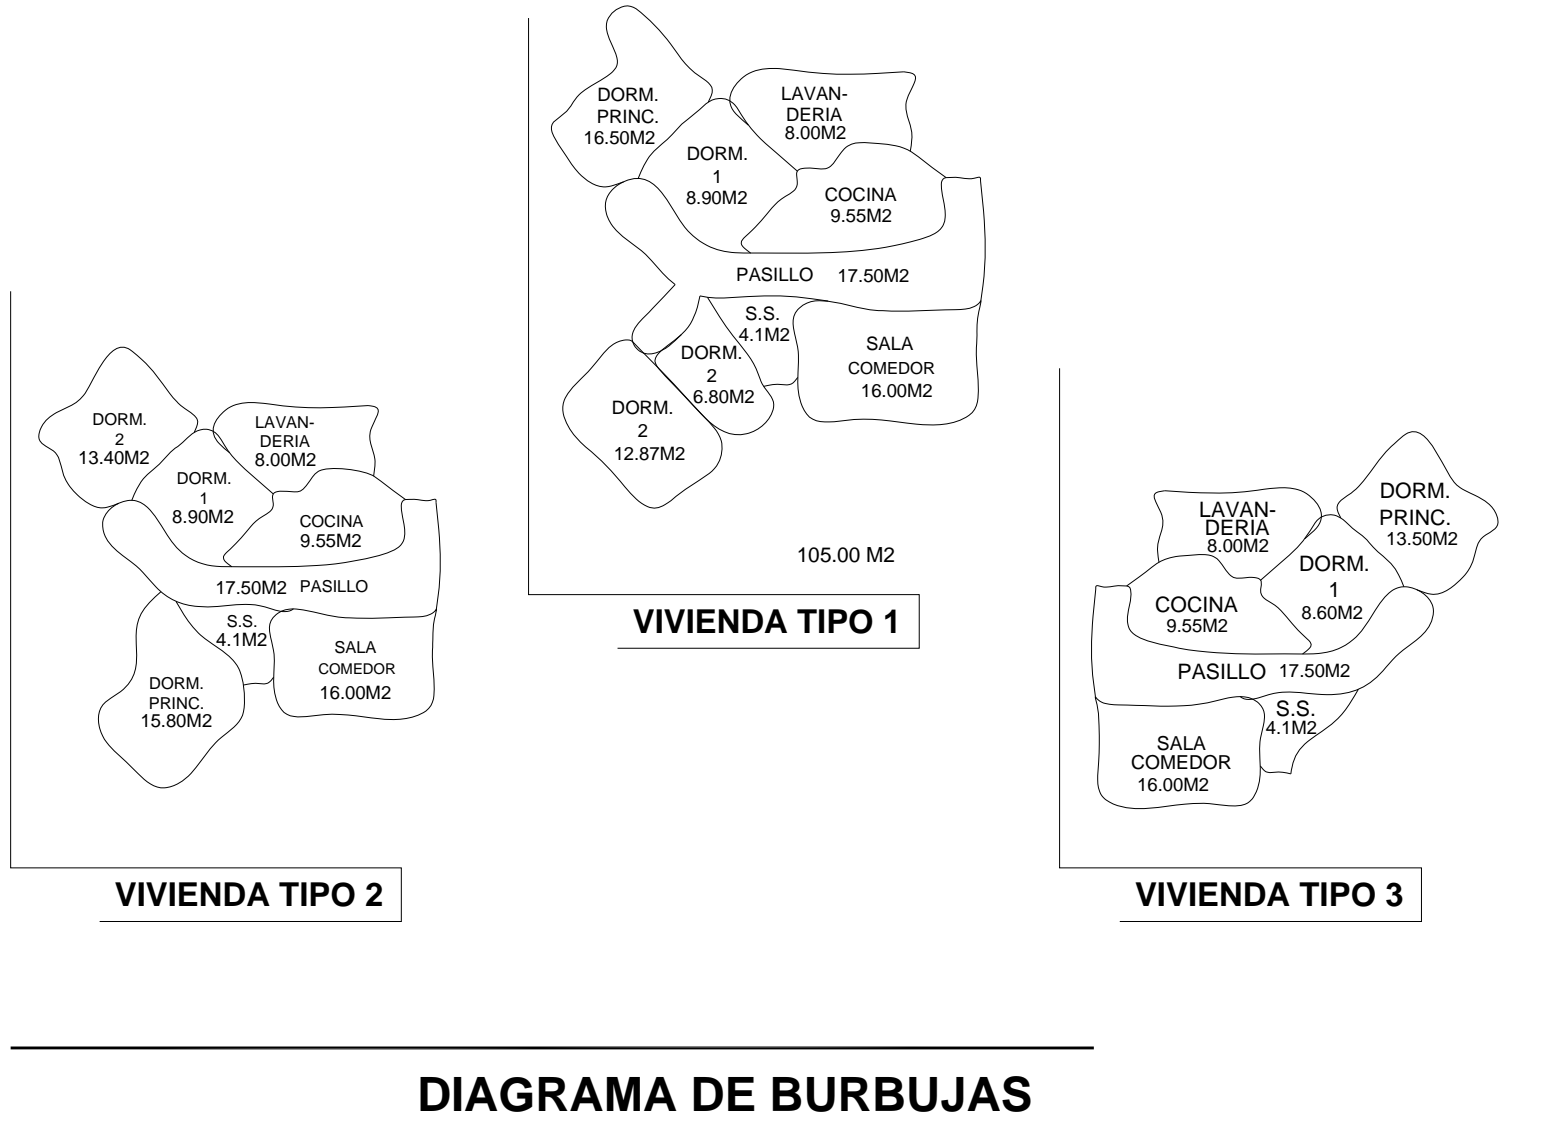 DORM.
PRINC.
16.50M2
LAVAN-
DERIA
8.00M2
DORM.
1
8.90M2
COCINA
9.55M2
PASILLO 17.50M2
S.S.
4.1M2
DORM.
2
6.80M2
SALA
COMEDOR
16.00M2
DORM.
2
12.87M2
105.00 M2
VIVIENDA TIPO 1
DORM.
2
13.40M2
LAVAN-
DERIA
8.00M2
DORM.
1
8.90M2
COCINA
9.55M2
17.50M2 PASILLO
S.S.
4.1M2
SALA
COMEDOR
16.00M2
DORM.
PRINC.
15.80M2
VIVIENDA TIPO 2
DORM.
PRINC.
13.50M2
LAVAN-
DERIA
8.00M2
DORM.
1
8.60M2
COCINA
9.55M2
PASILLO 17.50M2
S.S.
4.1M2
SALA
COMEDOR
16.00M2
VIVIENDA TIPO 3
DIAGRAMA DE BURBUJAS